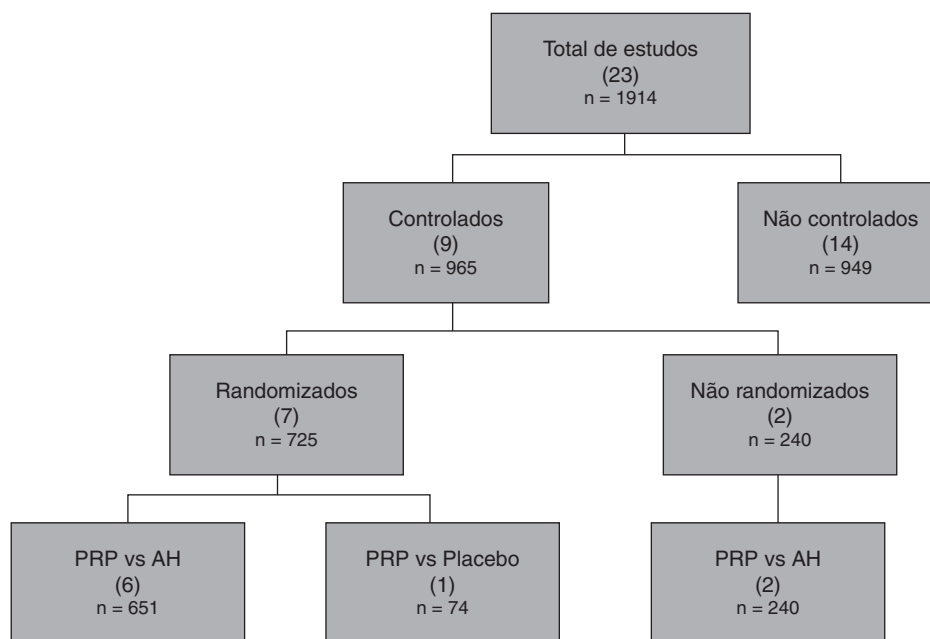 Total de estudos
(23)
n = 1914
Controlados
(9)
n = 965
Não controlados
(14)
n = 949
Randomizados
(7)
n = 725
Não randomizados
(2)
n = 240
PRP vs AH
(6)
n = 651
PRP vs Placebo
(1)
n = 74
PRP vs AH
(2)
n = 240